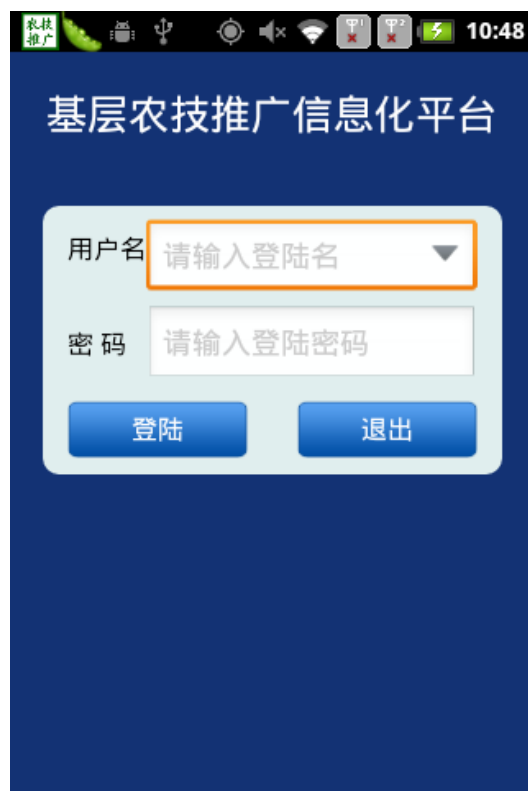 农技
推广
1 2 10:48
基层农技推广信息化平台
用户名 请输入登陆名
密码 请输入登陆密码
登陆 退出